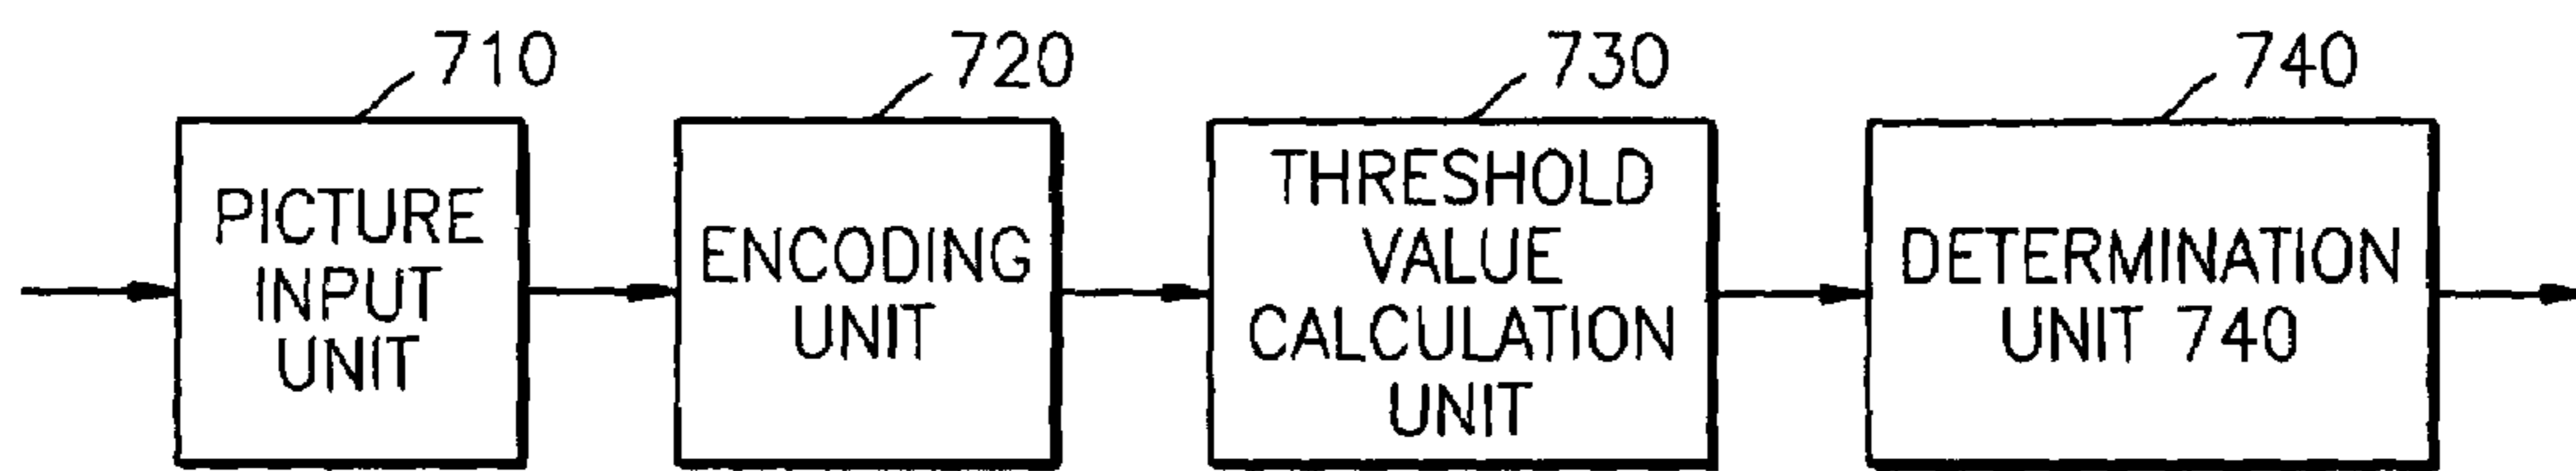 710
720
730
740
PICTURE
INPUT
UNIT
ENCODING
UNIT
THRESHOLD
VALUE
CALCULATION
UNIT
DETERMINATION
UNIT 740